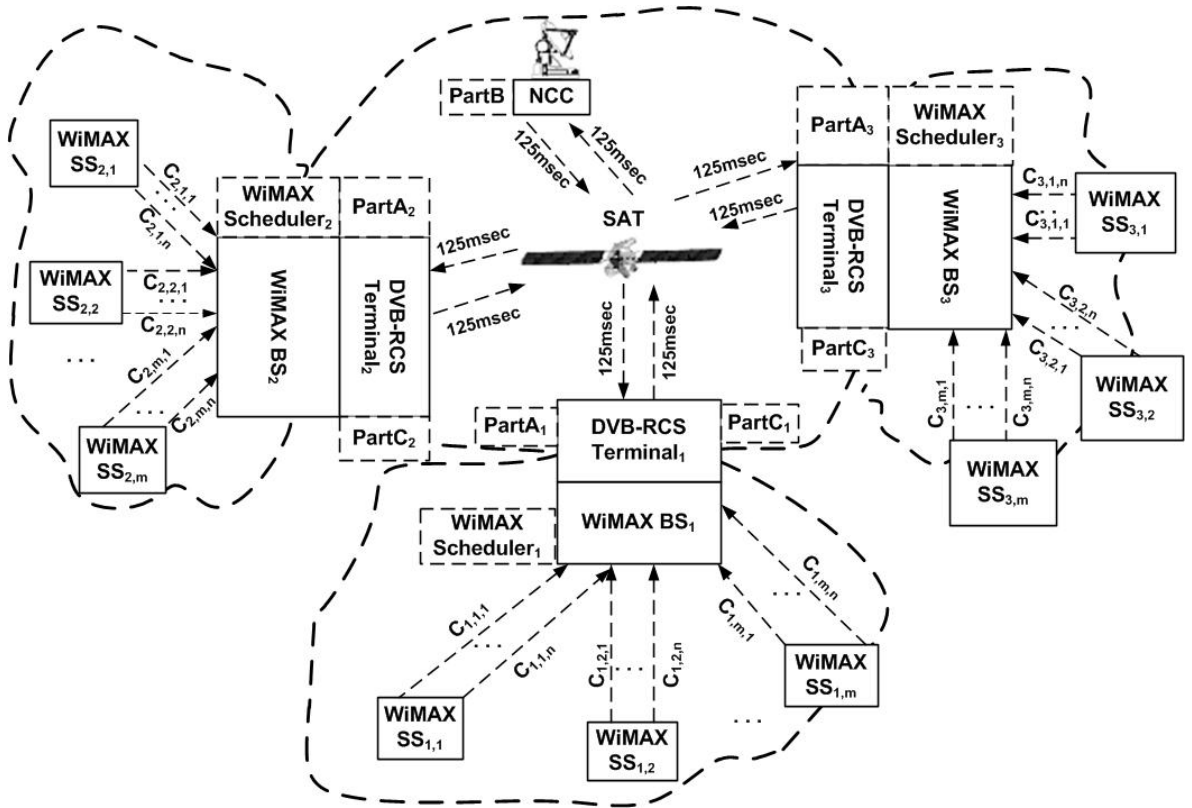 PartB
NCC
125msec
125msec
SAT
WiMAX
SS2,1
C2,1,1
. . .
C2,1,n
WiMAX
SS2,2
C2,2,1
. . .
C2,2,n
. . .
WiMAX
SS2,m
C2,m,1
. . .
C2,m,n
WiMAX
Scheduler2
PartA2
WiMAX BS2
DVB-RCS
Terminal2
PartC2
125msec
125msec
125msec
125msec
PartA3
WiMAX
Scheduler3
DVB-RCS
Terminal3
WiMAX BS3
PartC3
C3,1,n
. . .
C3,1,1
WiMAX
SS3,1
C3,2,n
. . .
C3,2,1
WiMAX
SS3,2
C3,m,1
. . .
C3,m,n
WiMAX
SS3,m
125msec
125msec
PartA1
DVB-RCS
Terminal1
PartC1
WiMAX
Scheduler1
WiMAX BS1
C1,1,1
. . .
C1,1,n
C1,2,1
. . .
C1,2,n
C1,m,1
. . .
C1,m,n
WiMAX
SS1,1
WiMAX
SS1,2
. . .
WiMAX
SS1,m